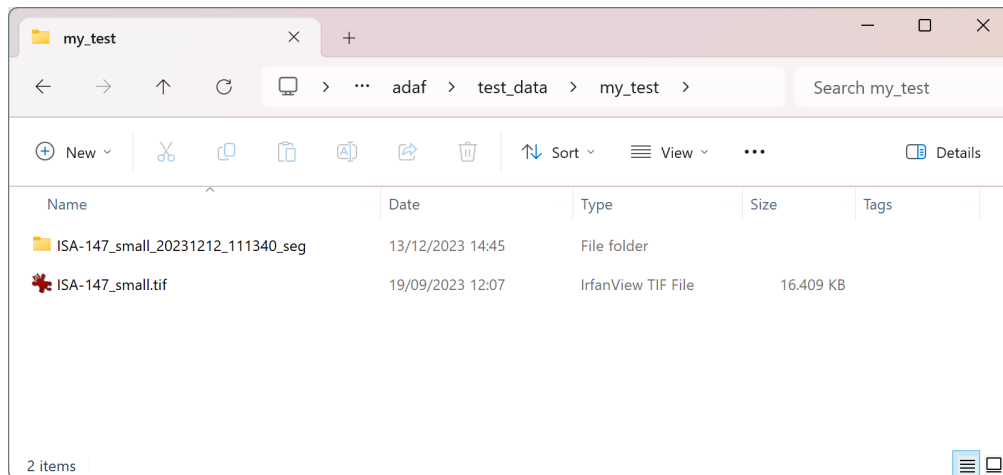 my_test
adaf > test_data > my_test >
Search my_test
New
Sort
View
Details
Name Date Type Size Tags
ISA-147_small_20231212_111340_seg 13/12/2023 14:45 File folder
ISA-147_small.tif 19/09/2023 12:07 IrfanView TIF File 16.409 KB
2 items